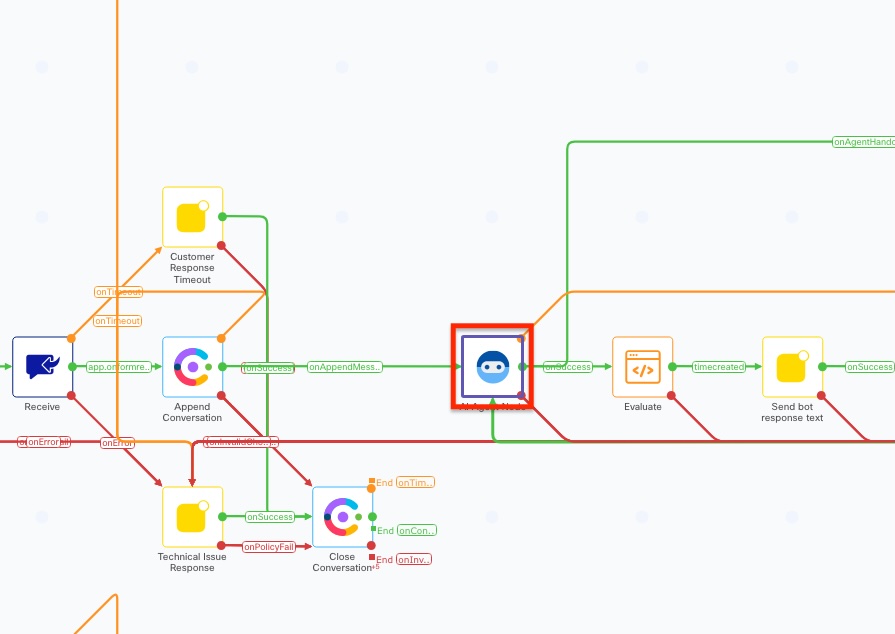 onAgentHando
Customer
Response
Timeout
onTimeout
onTimeout
app.onformre..
onSuccess
onAppendMess..
onSuccess
timecreated
onSuccess
Receive
Append
Conversation
AI Agent Node
Evaluate
Send bot
response text
onError
End onTim..
onSuccess
End onCon..
onPolicyFail
Technical Issue
Response
Close
Conversation
+5
End onInv..